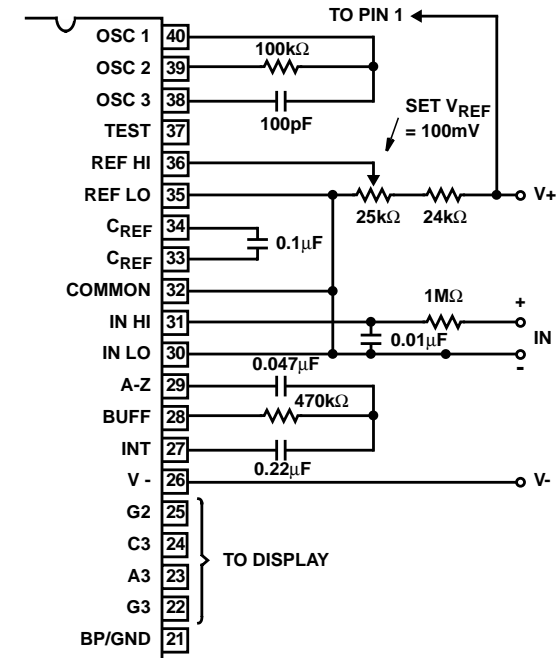 TO PIN 1
OSC 1 40
100kΩ
OSC 2 39
OSC 3 38
100pF
SET VREF
= 100mV
TEST 37
REF HI 36
REF LO 35
V+
25kΩ 24kΩ
CREF 34
0.1μF
CREF 33
COMMON 32
1MΩ
+
IN HI 31
IN
0.01μF
IN LO 30
-
0.047μF
A-Z 29
470kΩ
BUFF 28
INT 27
0.22μF
V - 26
V-
G2 25
C3 24
TO DISPLAY
A3 23
G3 22
BP/GND 21